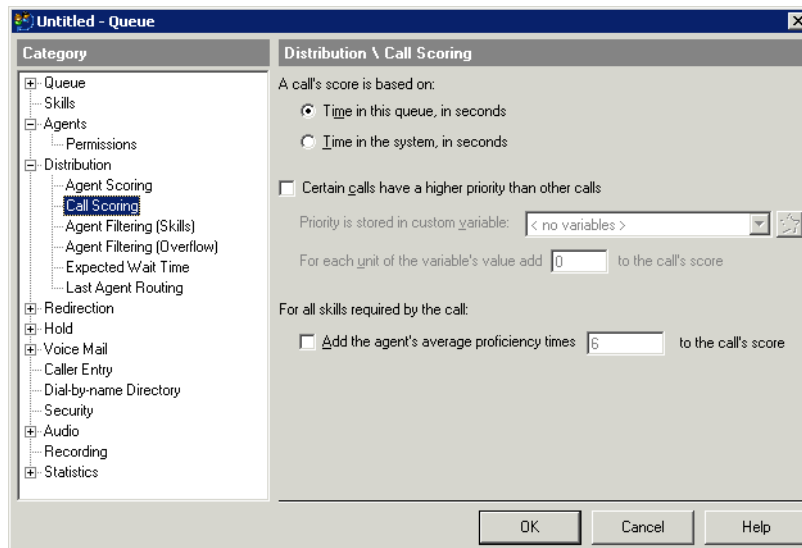 Untitled - Queue
Category
Queue
Skills
Agents
Permissions
Distribution
Agent Scoring
Call Scoring
Agent Filtering (Skills)
Agent Filtering (Overflow)
Expected Wait Time
Last Agent Routing
Redirection
Hold
Voice Mail
Caller Entry
Dial-by-name Directory
Security
Audio
Recording
Statistics
Distribution \ Call Scoring
A call's score is based on:
Time in this queue, in seconds
Time in the system, in seconds
Certain calls have a higher priority than other calls
Priority is stored in custom variable: < no variables >
For each unit of the variable's value add 0 to the call's score
For all skills required by the call:
Add the agent's average proficiency times 6 to the call's score
OK Cancel Help